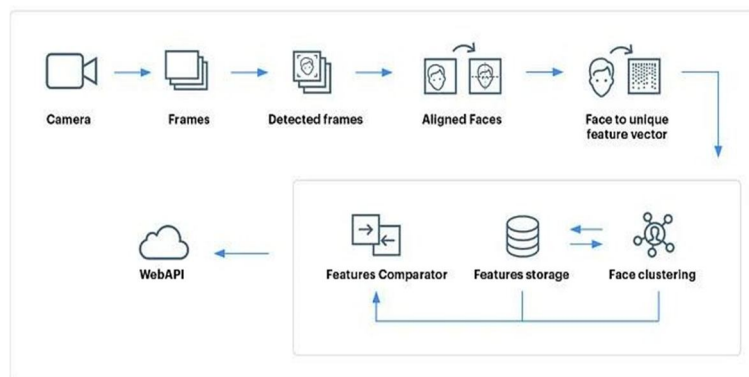 Camera
Frames
Detected frames
Aligned Faces
Face to unique
feature vector
WebAPI
Features Comparator
Features storage
Face clustering